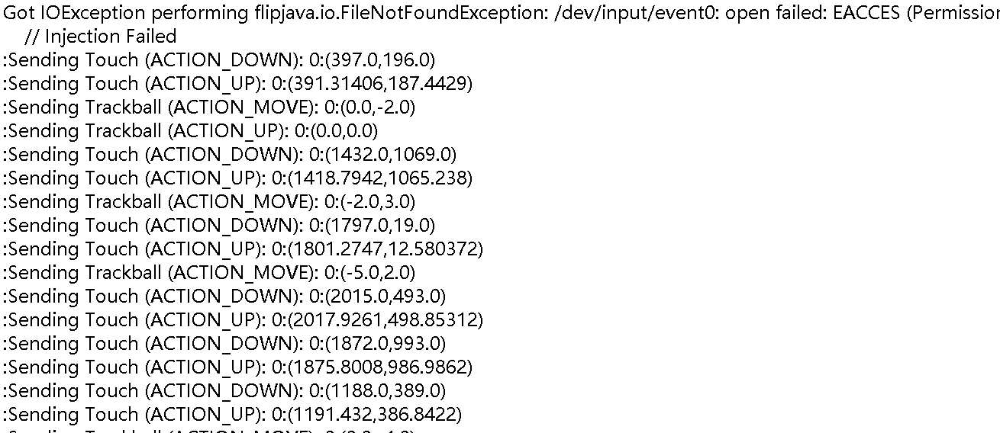 Got IOException performing flipjava.io.FileNotFoundException: /dev/input/event0: open failed: EACCES (Permission
// Injection Failed
:Sending Touch (ACTION_DOWN): 0:(397.0,196.0)
:Sending Touch (ACTION_UP): 0:(391.31406,187.4429)
:Sending Trackball (ACTION_MOVE): 0:(0.0,-2.0)
:Sending Trackball (ACTION_UP): 0:(0.0,0.0)
:Sending Touch (ACTION_DOWN): 0:(1432.0,1069.0)
:Sending Touch (ACTION_UP): 0:(1418.7942,1065.238)
:Sending Trackball (ACTION_MOVE): 0:(-2.0,3.0)
:Sending Touch (ACTION_DOWN): 0:(1797.0,19.0)
:Sending Touch (ACTION_UP): 0:(1801.2747,12.580372)
:Sending Trackball (ACTION_MOVE): 0:(-5.0,2.0)
:Sending Touch (ACTION_DOWN): 0:(2015.0,493.0)
:Sending Touch (ACTION_UP): 0:(2017.9261,498.85312)
:Sending Touch (ACTION_DOWN): 0:(1872.0,993.0)
:Sending Touch (ACTION_UP): 0:(1875.8008,986.9862)
:Sending Touch (ACTION_DOWN): 0:(1188.0,389.0)
:Sending Touch (ACTION_UP): 0:(1191.432,386.8422)
:Sending Trackball (ACTION_MOVE):